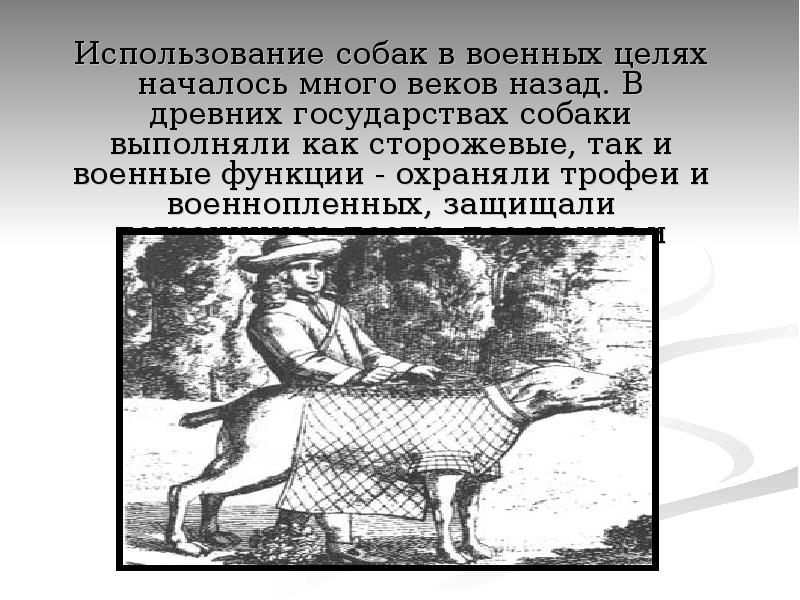 Использование собак в военных целях
началось много веков назад. В
древних государствах собаки
выполняли как сторожевые, так и
военные функции - охраняли трофеи и
военнопленных, защищали
и